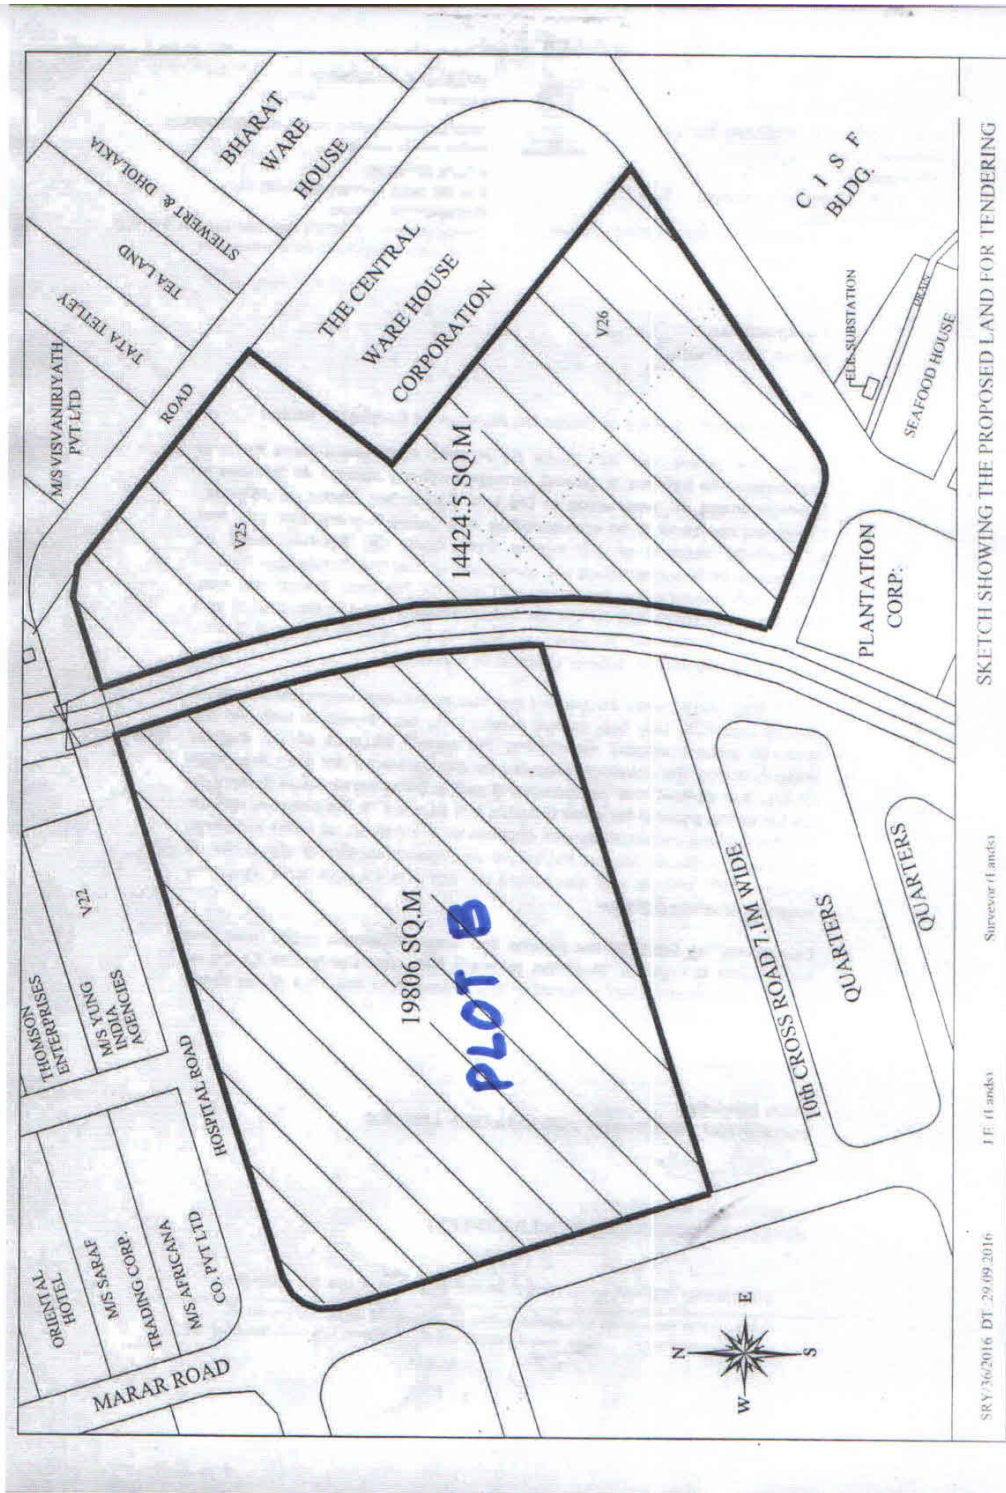 M/S VISVANIRIYATH
PVT LTD
TATA TETLEY
TEA LAND
STIEWERT & DHOLAKIA
BHARAT
WARE
HOUSE
ROAD
THE CENTRAL
WARE HOUSE
CORPORATION
V25
14424.5 SQ.M
V26
C I S F
BLDG.
ELE. SUBSTATION
DRAIN
SEAFOOD HOUSE
PLANTATION
CORP.
THOMSON
ENTERPRISES
V22
M/S YUNG
INDIA
AGENCIES
HOSPITAL ROAD
ORIENTAL
HOTEL
M/S SARAF
TRADING CORP.
M/S AFRICANA
CO. PVT LTD
MARAR ROAD
19806 SQ.M
PLOT B
10th CROSS ROAD 7.1M WIDE
QUARTERS
QUARTERS
N
W
E
S
SRY/36/2016 DT 29.09.2016
J.E (Lands)
Surveyor (Lands)
SKETCH SHOWING THE PROPOSED LAND FOR TENDERING